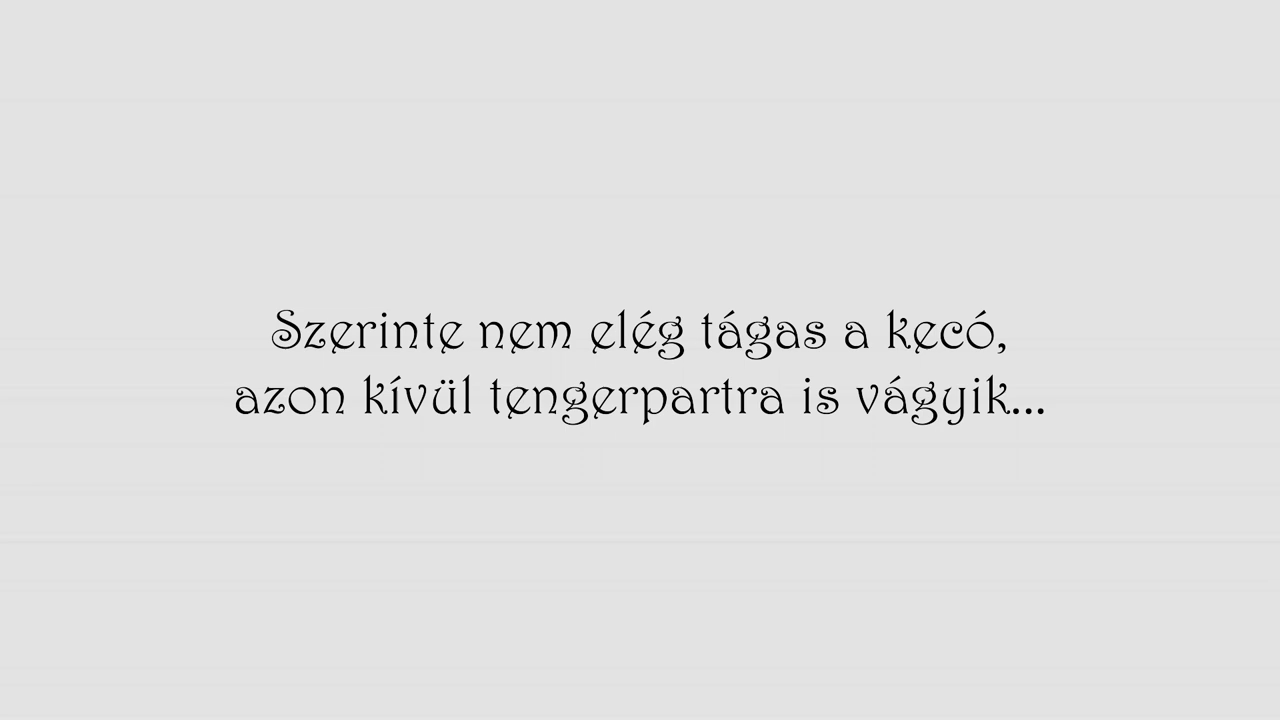 Szerinte nem elég tágas a kecó,
azon kívül tengerpartra is vágyik...